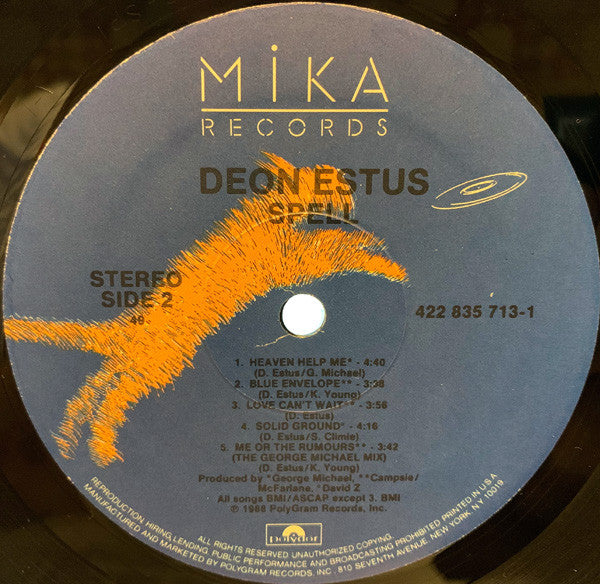 MiKA
RECORDS
DEON ESTUS
SPELL
STEREO
SIDE 2
49
422 835 713-1
1. HEAVEN HELP ME* - 4:40
(D. Estus/G. Michael)
2. BLUE ENVELOPE** - 3:38
(D. Estus/K. Young)
3. LOVE CAN'T WAIT** - 3:56
(D. Estus)
4. SOLID GROUND* - 4:16
(D. Estus/S. Climie)
5. ME OR THE RUMOURS** - 3:42
(THE GEORGE MICHAEL MIX)
(D. Estus/K. Young)
Produced by *George Michael, **Campsie/
McFarlane, *David Z
All songs BMI/ASCAP except 3. BMI
℗ 1988 PolyGram Records, Inc.
polydor
ALL RIGHTS RESERVED. UNAUTHORIZED COPYING,
REPRODUCTION, HIRING, LENDING, PUBLIC PERFORMANCE AND BROADCASTING PROHIBITED. PRINTED IN U.S.A.
MANUFACTURED AND MARKETED BY POLYGRAM RECORDS, INC. 810 SEVENTH AVENUE, NEW YORK, N.Y. 10019